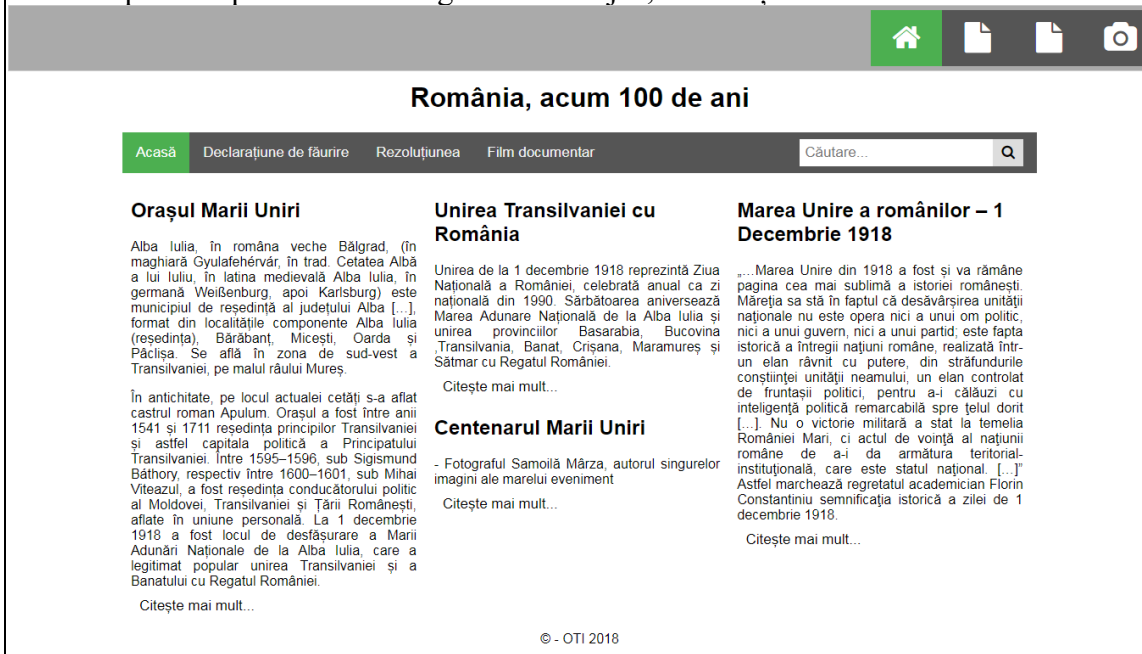 România, acum 100 de ani
Acasă Declarațiune de făurire Rezoluțiunea Film documentar Căutare...
Orașul Marii Uniri
Alba Iulia, în româna veche Bălgrad, (în
maghiară Gyulafehérvár, în trad. Cetatea Albă
a lui Iuliu, în latina medievală Alba Iulia, în
germană Weißenburg, apoi Karlsburg) este
municipiul de reședință al județului Alba [...],
format din localitățile componente Alba Iulia
(reședința), Bărăbanț, Micești, Oarda și
Pâclișa. Se află în zona de sud-vest a
Transilvaniei, pe malul râului Mureș.
În antichitate, pe locul actualei cetăți s-a aflat
castrul roman Apulum. Orașul a fost între anii
1541 și 1711 reședința principilor Transilvaniei
și astfel capitala politică a Principatului
Transilvaniei. Între 1595–1596, sub Sigismund
Báthory, respectiv între 1600–1601, sub Mihai
Viteazul, a fost reședința conducătorului politic
al Moldovei, Transilvaniei și Țării Românești,
aflate în uniune personală. La 1 decembrie
1918 a fost locul de desfășurare a Marii
Adunări Naționale de la Alba Iulia, care a
legitimat popular unirea Transilvaniei și a
Banatului cu Regatul României.
Citește mai mult...
Unirea Transilvaniei cu
România
Unirea de la 1 decembrie 1918 reprezintă Ziua
Națională a României, celebrată anual ca zi
națională din 1990. Sărbătoarea aniversează
Marea Adunare Națională de la Alba Iulia și
unirea provinciilor Basarabia, Bucovina
,Transilvania, Banat, Crișana, Maramureș și
Sătmar cu Regatul României.
Citește mai mult...
Centenarul Marii Uniri
- Fotograful Samoilă Mârza, autorul singurelor
imagini ale marelui eveniment
Citește mai mult...
Marea Unire a românilor – 1
Decembrie 1918
„...Marea Unire din 1918 a fost și va rămâne
pagina cea mai sublimă a istoriei românești.
Măreţia sa stă în faptul că desăvârșirea unităţii
naţionale nu este opera nici a unui om politic,
nici a unui guvern, nici a unui partid; este fapta
istorică a întregii naţiuni române, realizată într-
un elan râvnit cu putere, din străfundurile
conștiinţei unităţii neamului, un elan controlat
de fruntașii politici, pentru a-i călăuzi cu
inteligenţă politică remarcabilă spre ţelul dorit
[...]. Nu o victorie militară a stat la temelia
României Mari, ci actul de voinţă al naţiunii
române de a-i da armătura teritorial-
instituţională, care este statul naţional. [...]”
Astfel marchează regretatul academician Florin
Constantiniu semnificaţia istorică a zilei de 1
decembrie 1918.
Citește mai mult...
© - OTI 2018